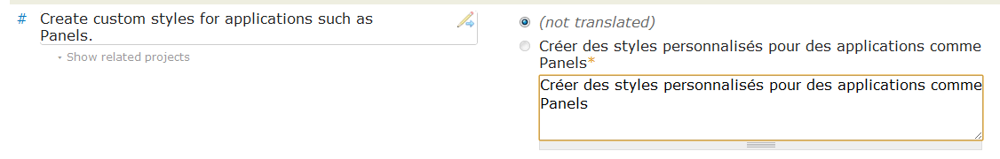 # Create custom styles for applications such as
Panels.
Show related projects
(not translated)
Créer des styles personnalisés pour des applications comme
Panels*
Créer des styles personnalisés pour des applications comme
Panels